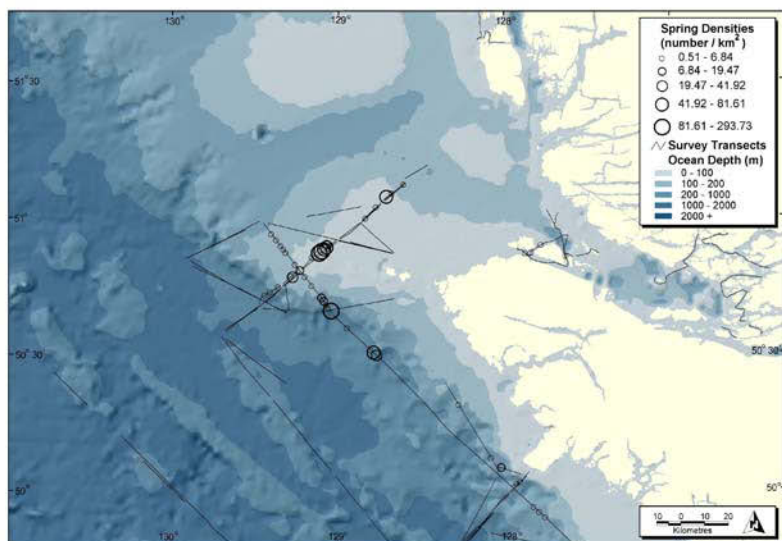 130°
129°
128°
51°30'
51°
50°30'
50°
50°30'
50°
130°
129°
128°
Spring Densities
(number / km²)
0.51 - 6.84
6.84 - 19.47
19.47 - 41.92
41.92 - 81.61
81.61 - 293.73
Survey Transects
Ocean Depth (m)
0 - 100
100 - 200
200 - 1000
1000 - 2000
2000 +
10 0 10 20
Kilometres